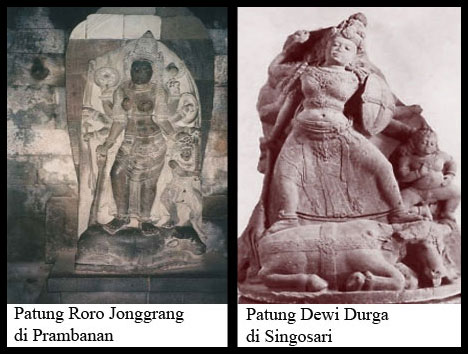 Patung Roro Jonggrang
di Prambanan
Patung Dewi Durga
di Singosari